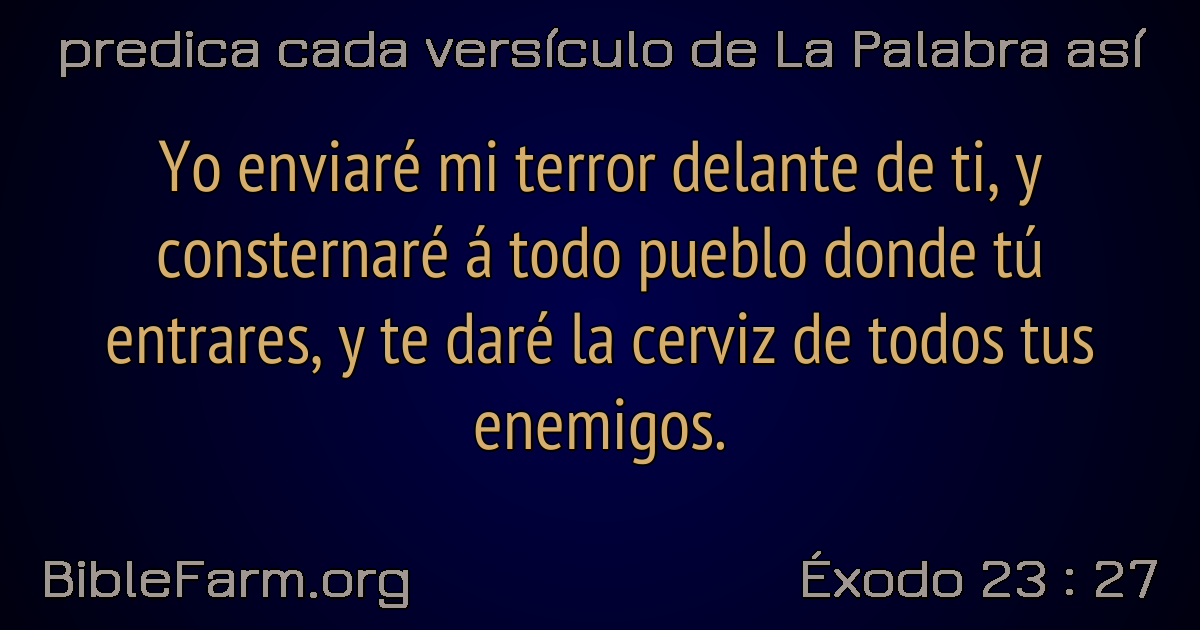 predica cada versículo de La Palabra así
Yo enviaré mi terror delante de ti, y
consternaré á todo pueblo donde tú
entrares, y te daré la cerviz de todos tus
enemigos.
BibleFarm.org
Éxodo 23 : 27